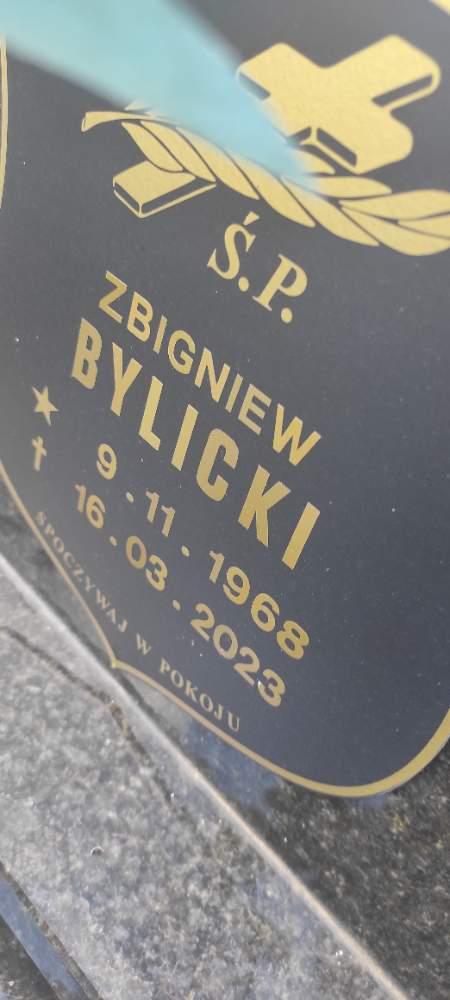 Ś.P.
ZBIGNIEW
BYLICKI
★ 9.11.1968
✝ 16.03.2023
SPOCZYWAJ W POKOJU